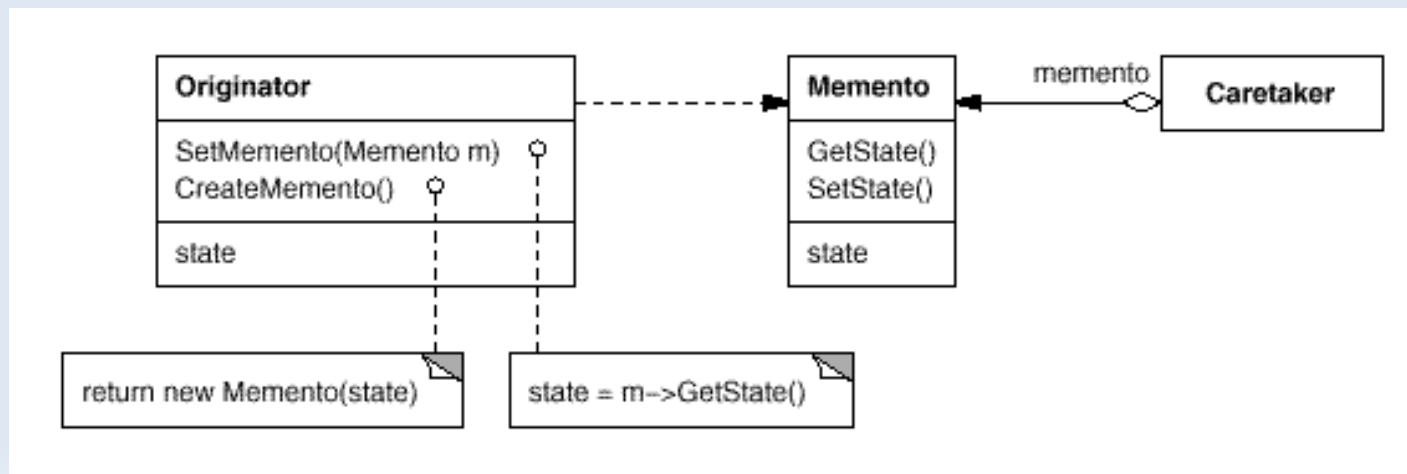 Originator
SetMemento(Memento m)
CreateMemento()
state
return new Memento(state)
state = m–>GetState()
Memento
GetState()
SetState()
state
memento
Caretaker